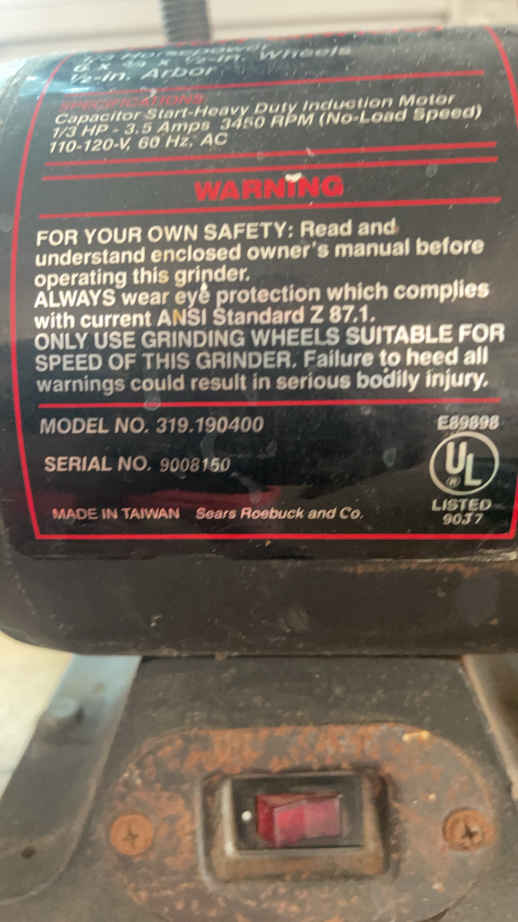 1/3 Horsepower
6 x 3/4 x 1/2-in. Wheels
1/2-in. Arbor
SPECIFICATIONS:
Capacitor Start-Heavy Duty Induction Motor
1/3 HP - 3.5 Amps 3450 RPM (No-Load Speed)
110-120-V, 60 Hz, AC
WARNING
FOR YOUR OWN SAFETY: Read and
understand enclosed owner's manual before
operating this grinder.
ALWAYS wear eye protection which complies
with current ANSI Standard Z 87.1.
ONLY USE GRINDING WHEELS SUITABLE FOR
SPEED OF THIS GRINDER. Failure to heed all
warnings could result in serious bodily injury.
MODEL NO. 319.190400
E89898
SERIAL NO. 9008150
UL
®
LISTED
90J7
MADE IN TAIWAN Sears Roebuck and Co.